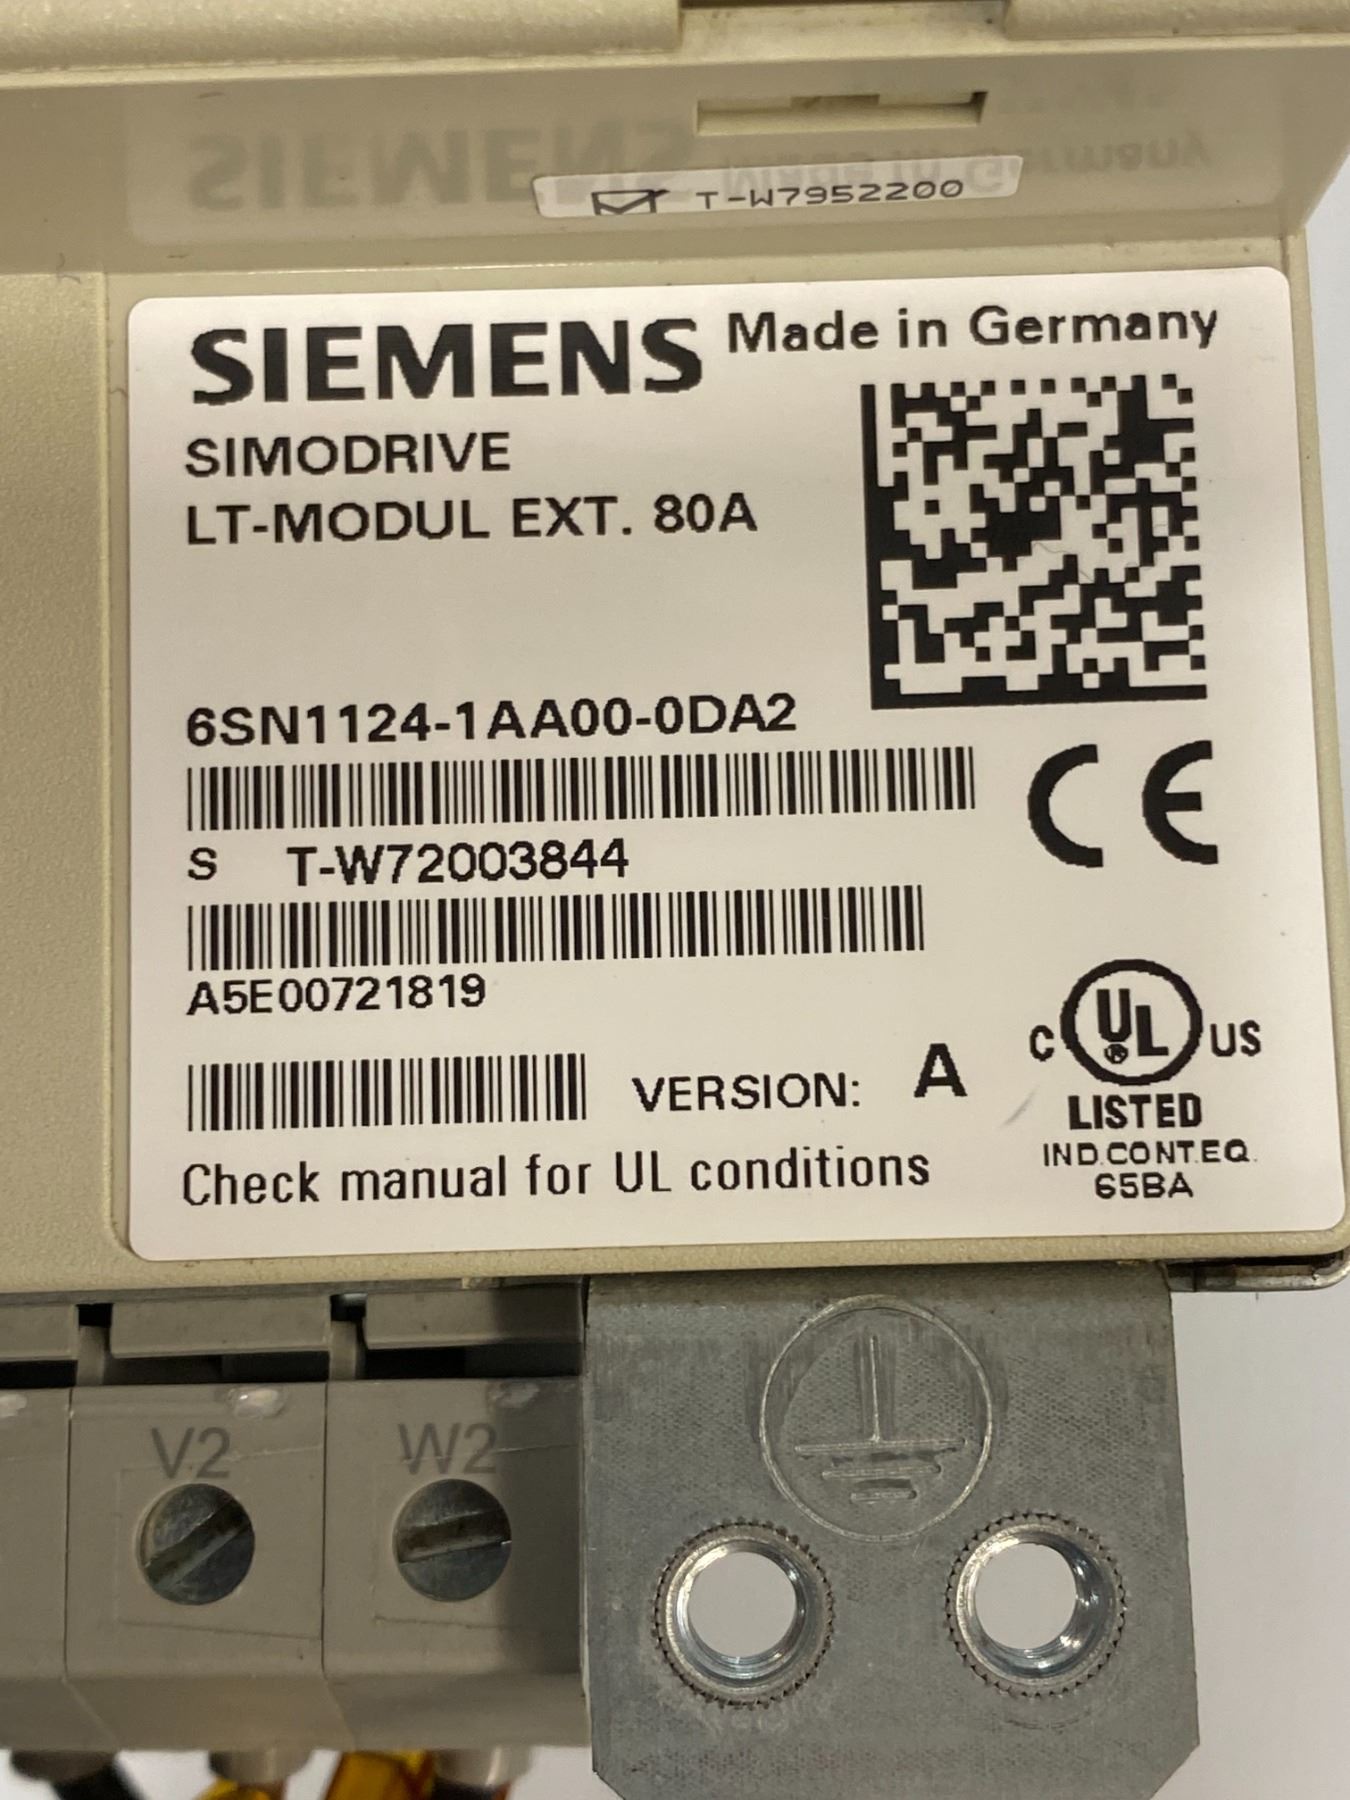 T-W7952200
SIEMENS Made in Germany
SIMODRIVE
LT-MODUL EXT. 80A
6SN1124-1AA00-0DA2
S T-W72003844
A5E00721819
VERSION: A
C UL® US
LISTED
IND.CONT.EQ.
65BA
Check manual for UL conditions
V2 W2